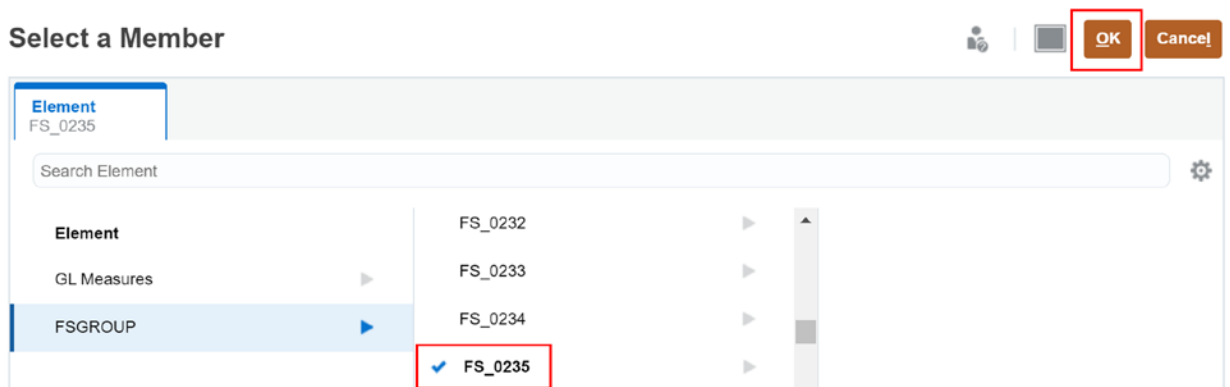 Select a Member
OK
Cancel
Element
FS_0235
Search Element
Element
GL Measures
FSGROUP
FS_0232
FS_0233
FS_0234
FS_0235